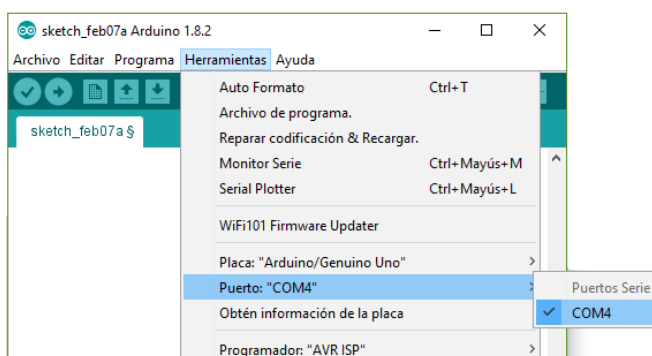 sketch_feb07a Arduino 1.8.2
Archivo Editar Programa Herramientas Ayuda
sketch_feb07a §
Auto Formato Ctrl+T
Archivo de programa.
Reparar codificación & Recargar.
Monitor Serie Ctrl+Mayús+M
Serial Plotter Ctrl+Mayús+L
WiFi101 Firmware Updater
Placa: "Arduino/Genuino Uno"
Puerto: "COM4"
Puertos Serie
COM4
Obtén información de la placa
Programador: "AVR ISP"